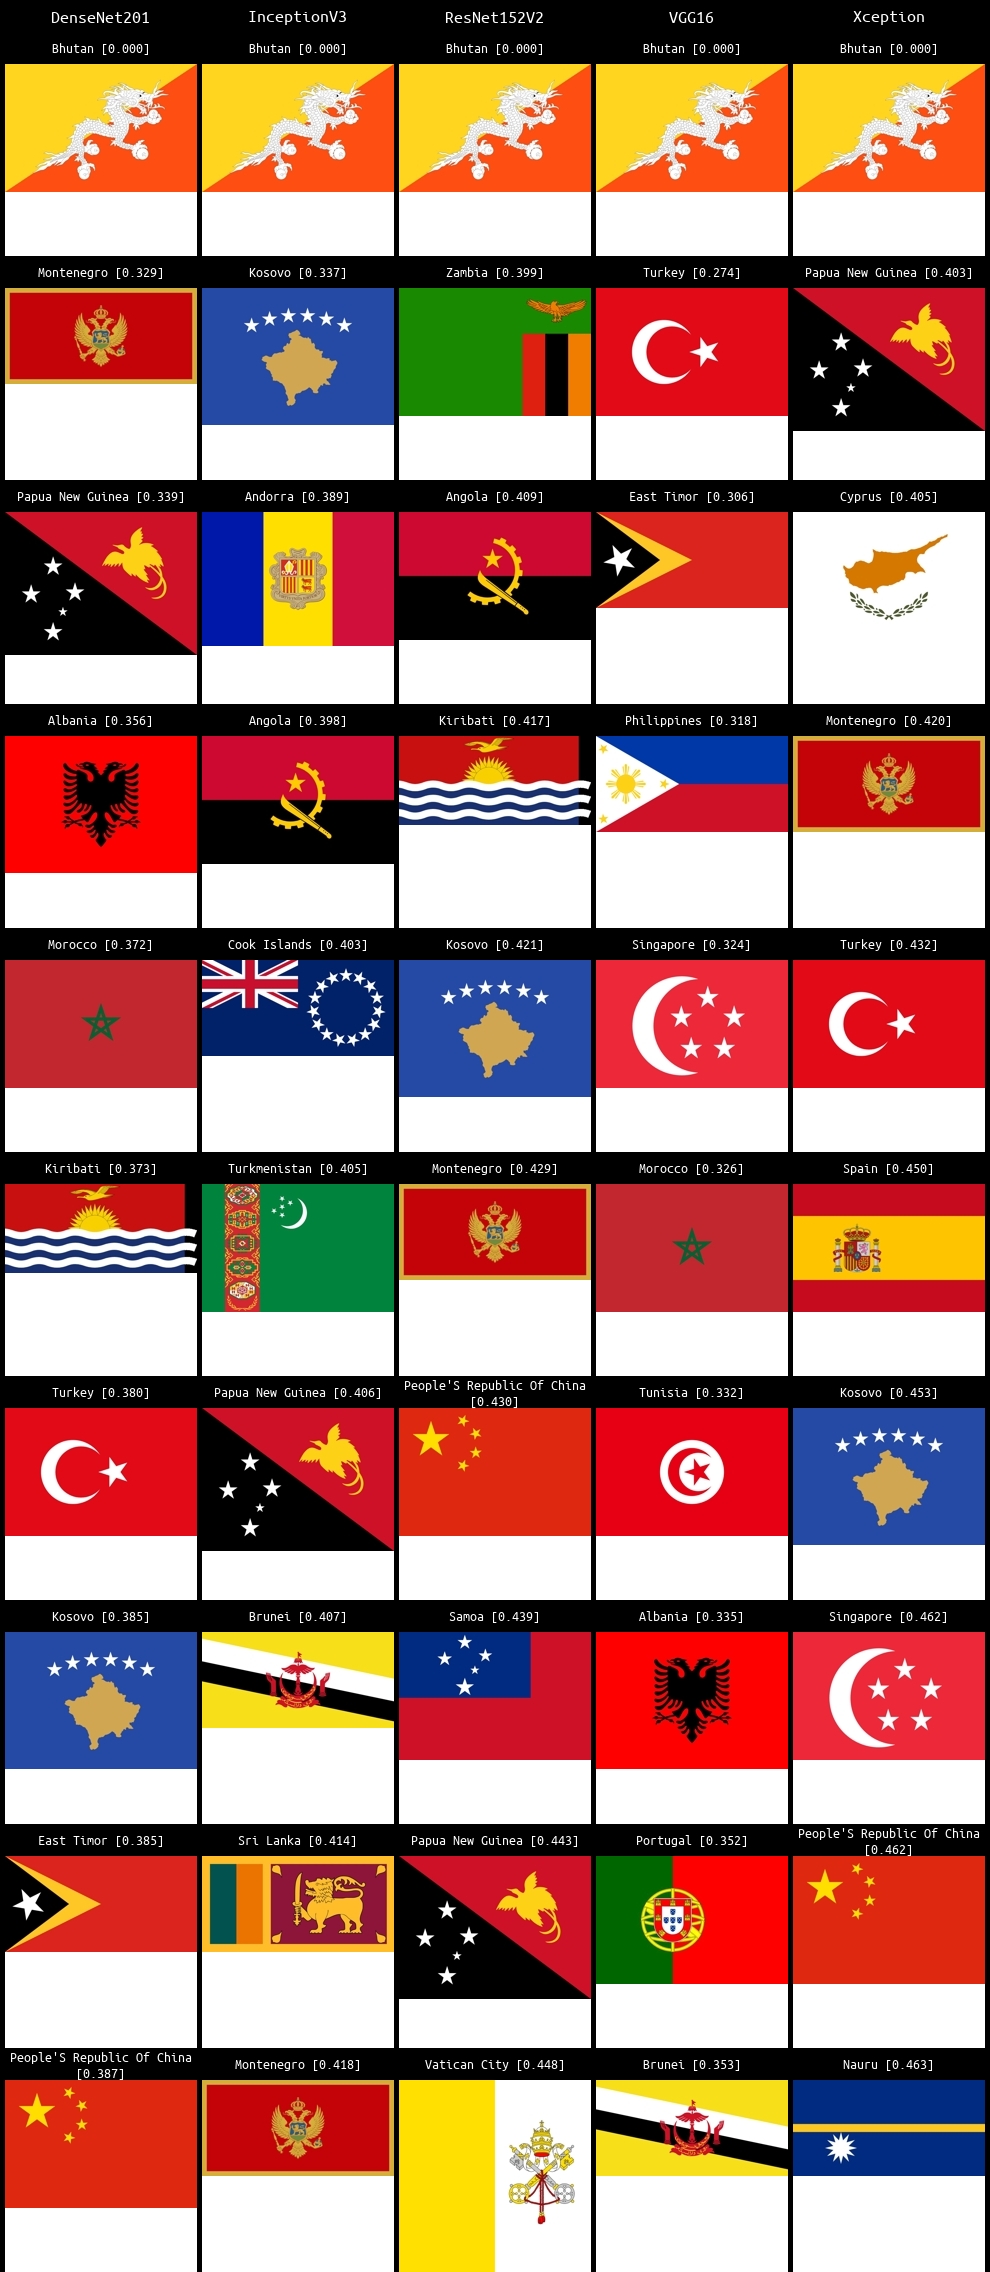 DenseNet201 InceptionV3 ResNet152V2 VGG16 Xception
Bhutan [0.000] Bhutan [0.000] Bhutan [0.000] Bhutan [0.000] Bhutan [0.000]
Montenegro [0.329] Kosovo [0.337] Zambia [0.399] Turkey [0.274] Papua New Guinea [0.403]
Papua New Guinea [0.339] Andorra [0.389] Angola [0.409] East Timor [0.306] Cyprus [0.405]
Albania [0.356] Angola [0.398] Kiribati [0.417] Philippines [0.318] Montenegro [0.420]
Morocco [0.372] Cook Islands [0.403] Kosovo [0.421] Singapore [0.324] Turkey [0.432]
Kiribati [0.373] Turkmenistan [0.405] Montenegro [0.429] Morocco [0.326] Spain [0.450]
Turkey [0.380] Papua New Guinea [0.406] People'S Republic Of China [0.430] Tunisia [0.332] Kosovo [0.453]
Kosovo [0.385] Brunei [0.407] Samoa [0.439] Albania [0.335] Singapore [0.462]
East Timor [0.385] Sri Lanka [0.414] Papua New Guinea [0.443] Portugal [0.352] People'S Republic Of China [0.462]
People'S Republic Of China [0.387] Montenegro [0.418] Vatican City [0.448] Brunei [0.353] Nauru [0.463]